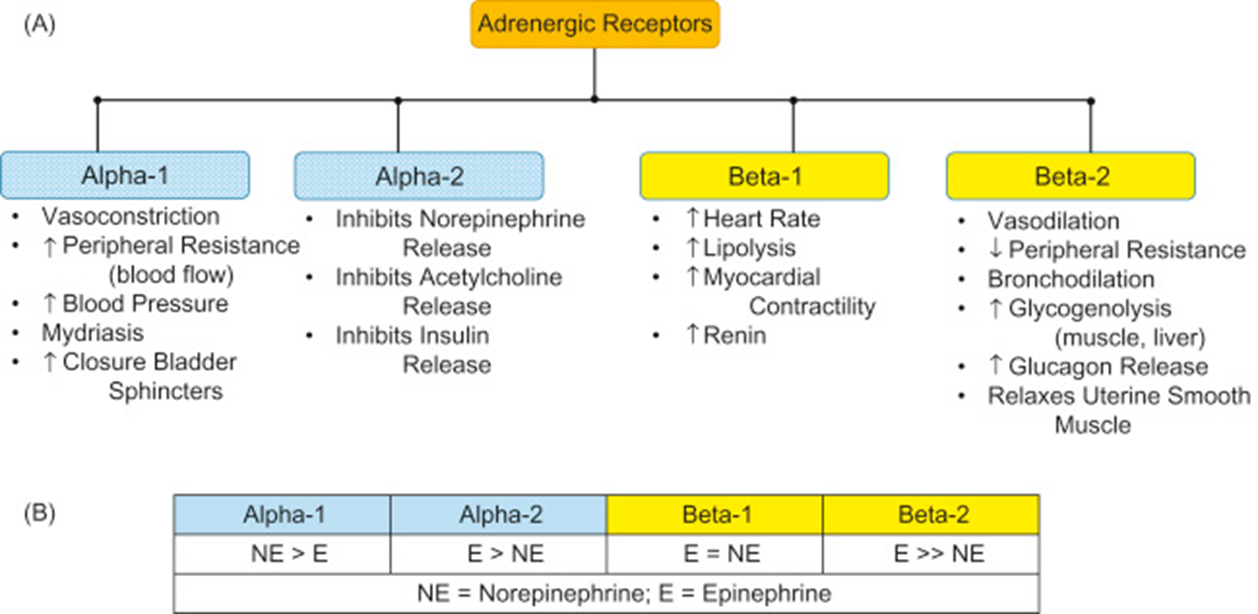 (A)
Adrenergic Receptors
Alpha-1
• Vasoconstriction
• ↑ Peripheral Resistance
(blood flow)
• ↑ Blood Pressure
• Mydriasis
• ↑ Closure Bladder
Sphincters
Alpha-2
• Inhibits Norepinephrine
Release
• Inhibits Acetylcholine
Release
• Inhibits Insulin
Release
Beta-1
• ↑ Heart Rate
• ↑ Lipolysis
• ↑ Myocardial
Contractility
• ↑ Renin
Beta-2
• Vasodilation
• ↓ Peripheral Resistance
• Bronchodilation
• ↑ Glycogenolysis
(muscle, liver)
• ↑ Glucagon Release
• Relaxes Uterine Smooth
Muscle
(B)
Alpha-1 Alpha-2 Beta-1 Beta-2
NE > E E > NE E = NE E >> NE
NE = Norepinephrine; E = Epinephrine